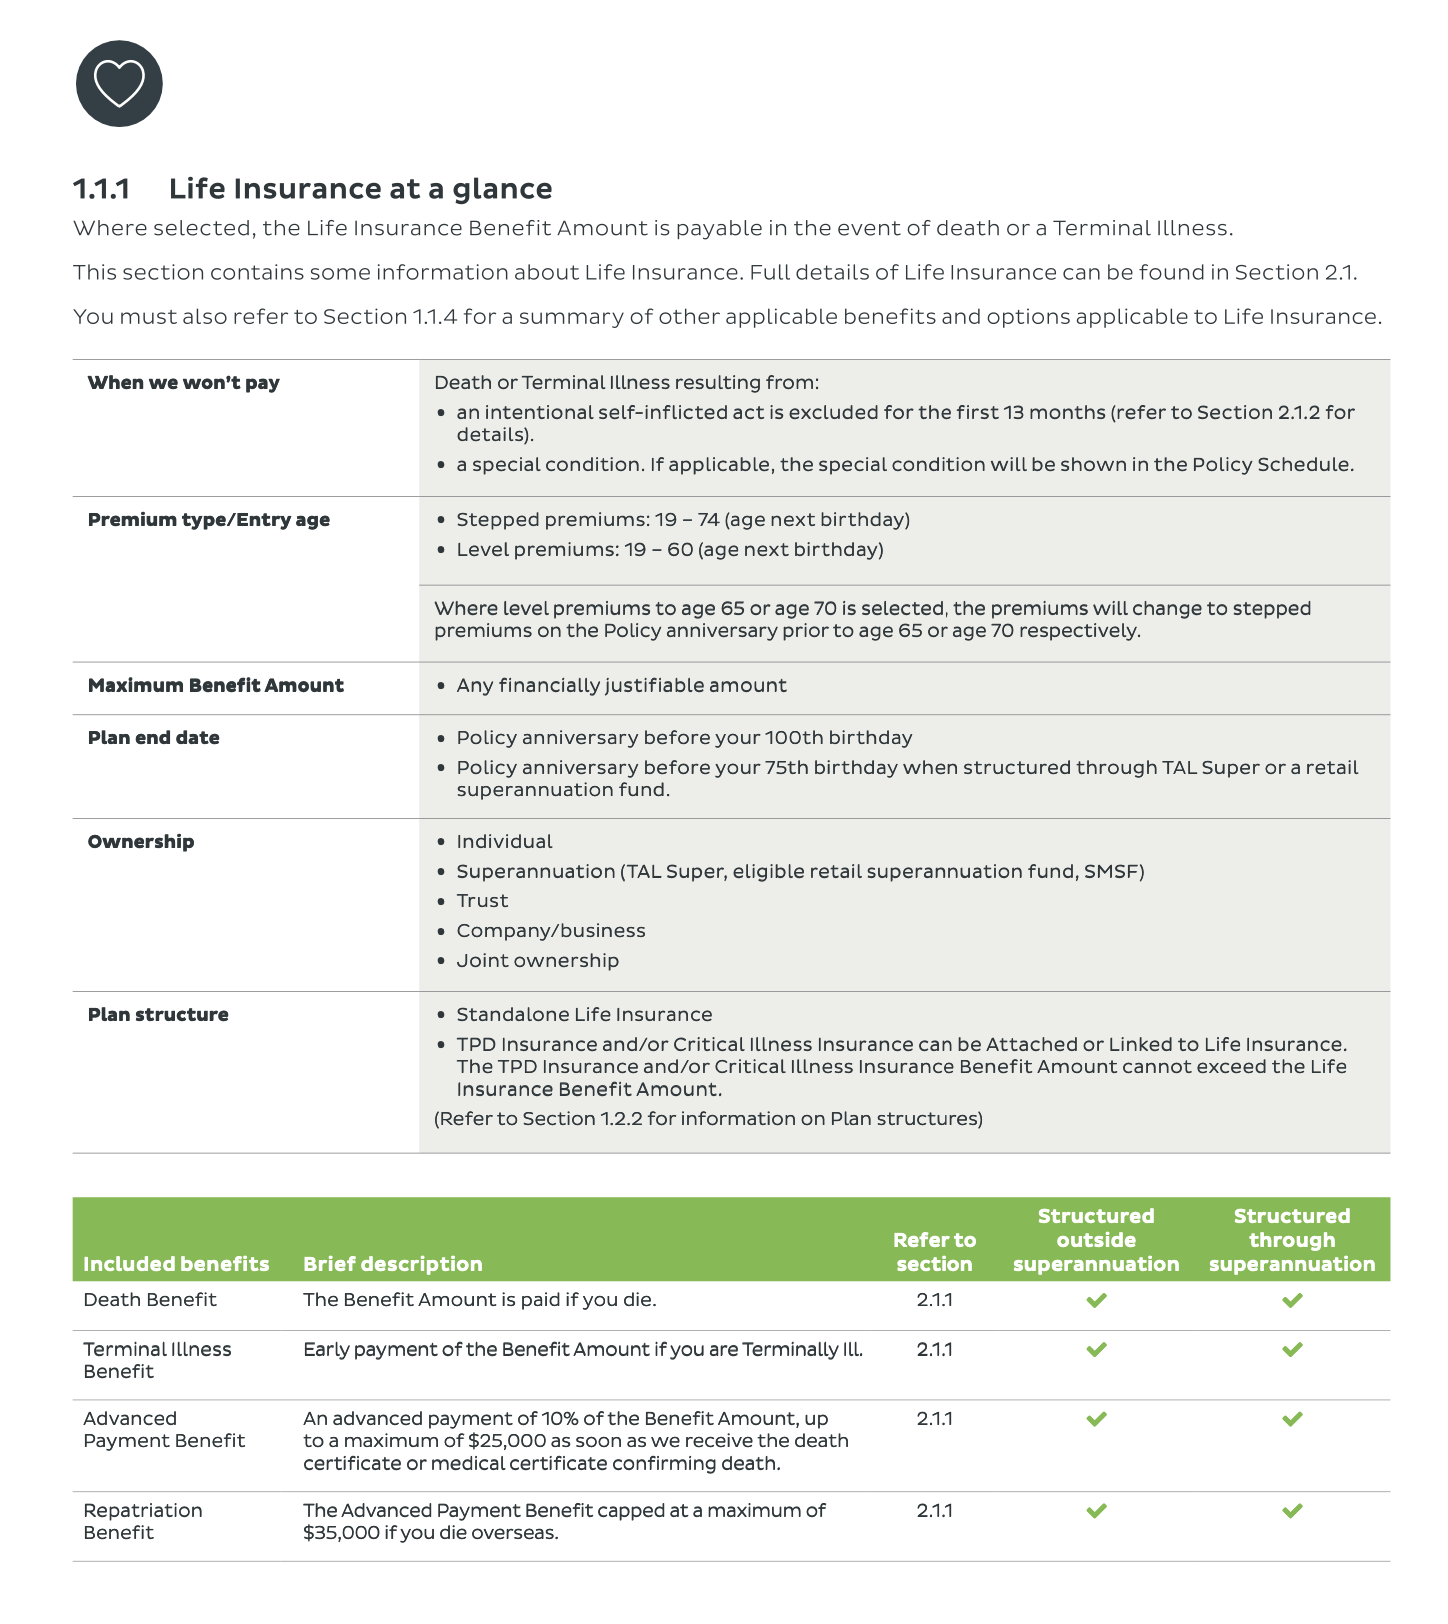 1.1.1 Life Insurance at a glance
Where selected, the Life Insurance Benefit Amount is payable in the event of death or a Terminal Illness.
This section contains some information about Life Insurance. Full details of Life Insurance can be found in Section 2.1.
You must also refer to Section 1.1.4 for a summary of other applicable benefits and options applicable to Life Insurance.
When we won't pay
Death or Terminal Illness resulting from:
• an intentional self-inflicted act is excluded for the first 13 months (refer to Section 2.1.2 for
details).
• a special condition. If applicable, the special condition will be shown in the Policy Schedule.
Premium type/Entry age
• Stepped premiums: 19 – 74 (age next birthday)
• Level premiums: 19 – 60 (age next birthday)
Where level premiums to age 65 or age 70 is selected, the premiums will change to stepped
premiums on the Policy anniversary prior to age 65 or age 70 respectively.
Maximum Benefit Amount
• Any financially justifiable amount
Plan end date
• Policy anniversary before your 100th birthday
• Policy anniversary before your 75th birthday when structured through TAL Super or a retail
superannuation fund.
Ownership
• Individual
• Superannuation (TAL Super, eligible retail superannuation fund, SMSF)
• Trust
• Company/business
• Joint ownership
Plan structure
• Standalone Life Insurance
• TPD Insurance and/or Critical Illness Insurance can be Attached or Linked to Life Insurance.
The TPD Insurance and/or Critical Illness Insurance Benefit Amount cannot exceed the Life
Insurance Benefit Amount.
(Refer to Section 1.2.2 for information on Plan structures)
Included benefits
Brief description
Refer to
section
Structured
outside
superannuation
Structured
through
superannuation
Death Benefit
The Benefit Amount is paid if you die.
2.1.1
✔
✔
Terminal Illness
Benefit
Early payment of the Benefit Amount if you are Terminally Ill.
2.1.1
✔
✔
Advanced
Payment Benefit
An advanced payment of 10% of the Benefit Amount, up
to a maximum of $25,000 as soon as we receive the death
certificate or medical certificate confirming death.
2.1.1
✔
✔
Repatriation
Benefit
The Advanced Payment Benefit capped at a maximum of
$35,000 if you die overseas.
2.1.1
✔
✔